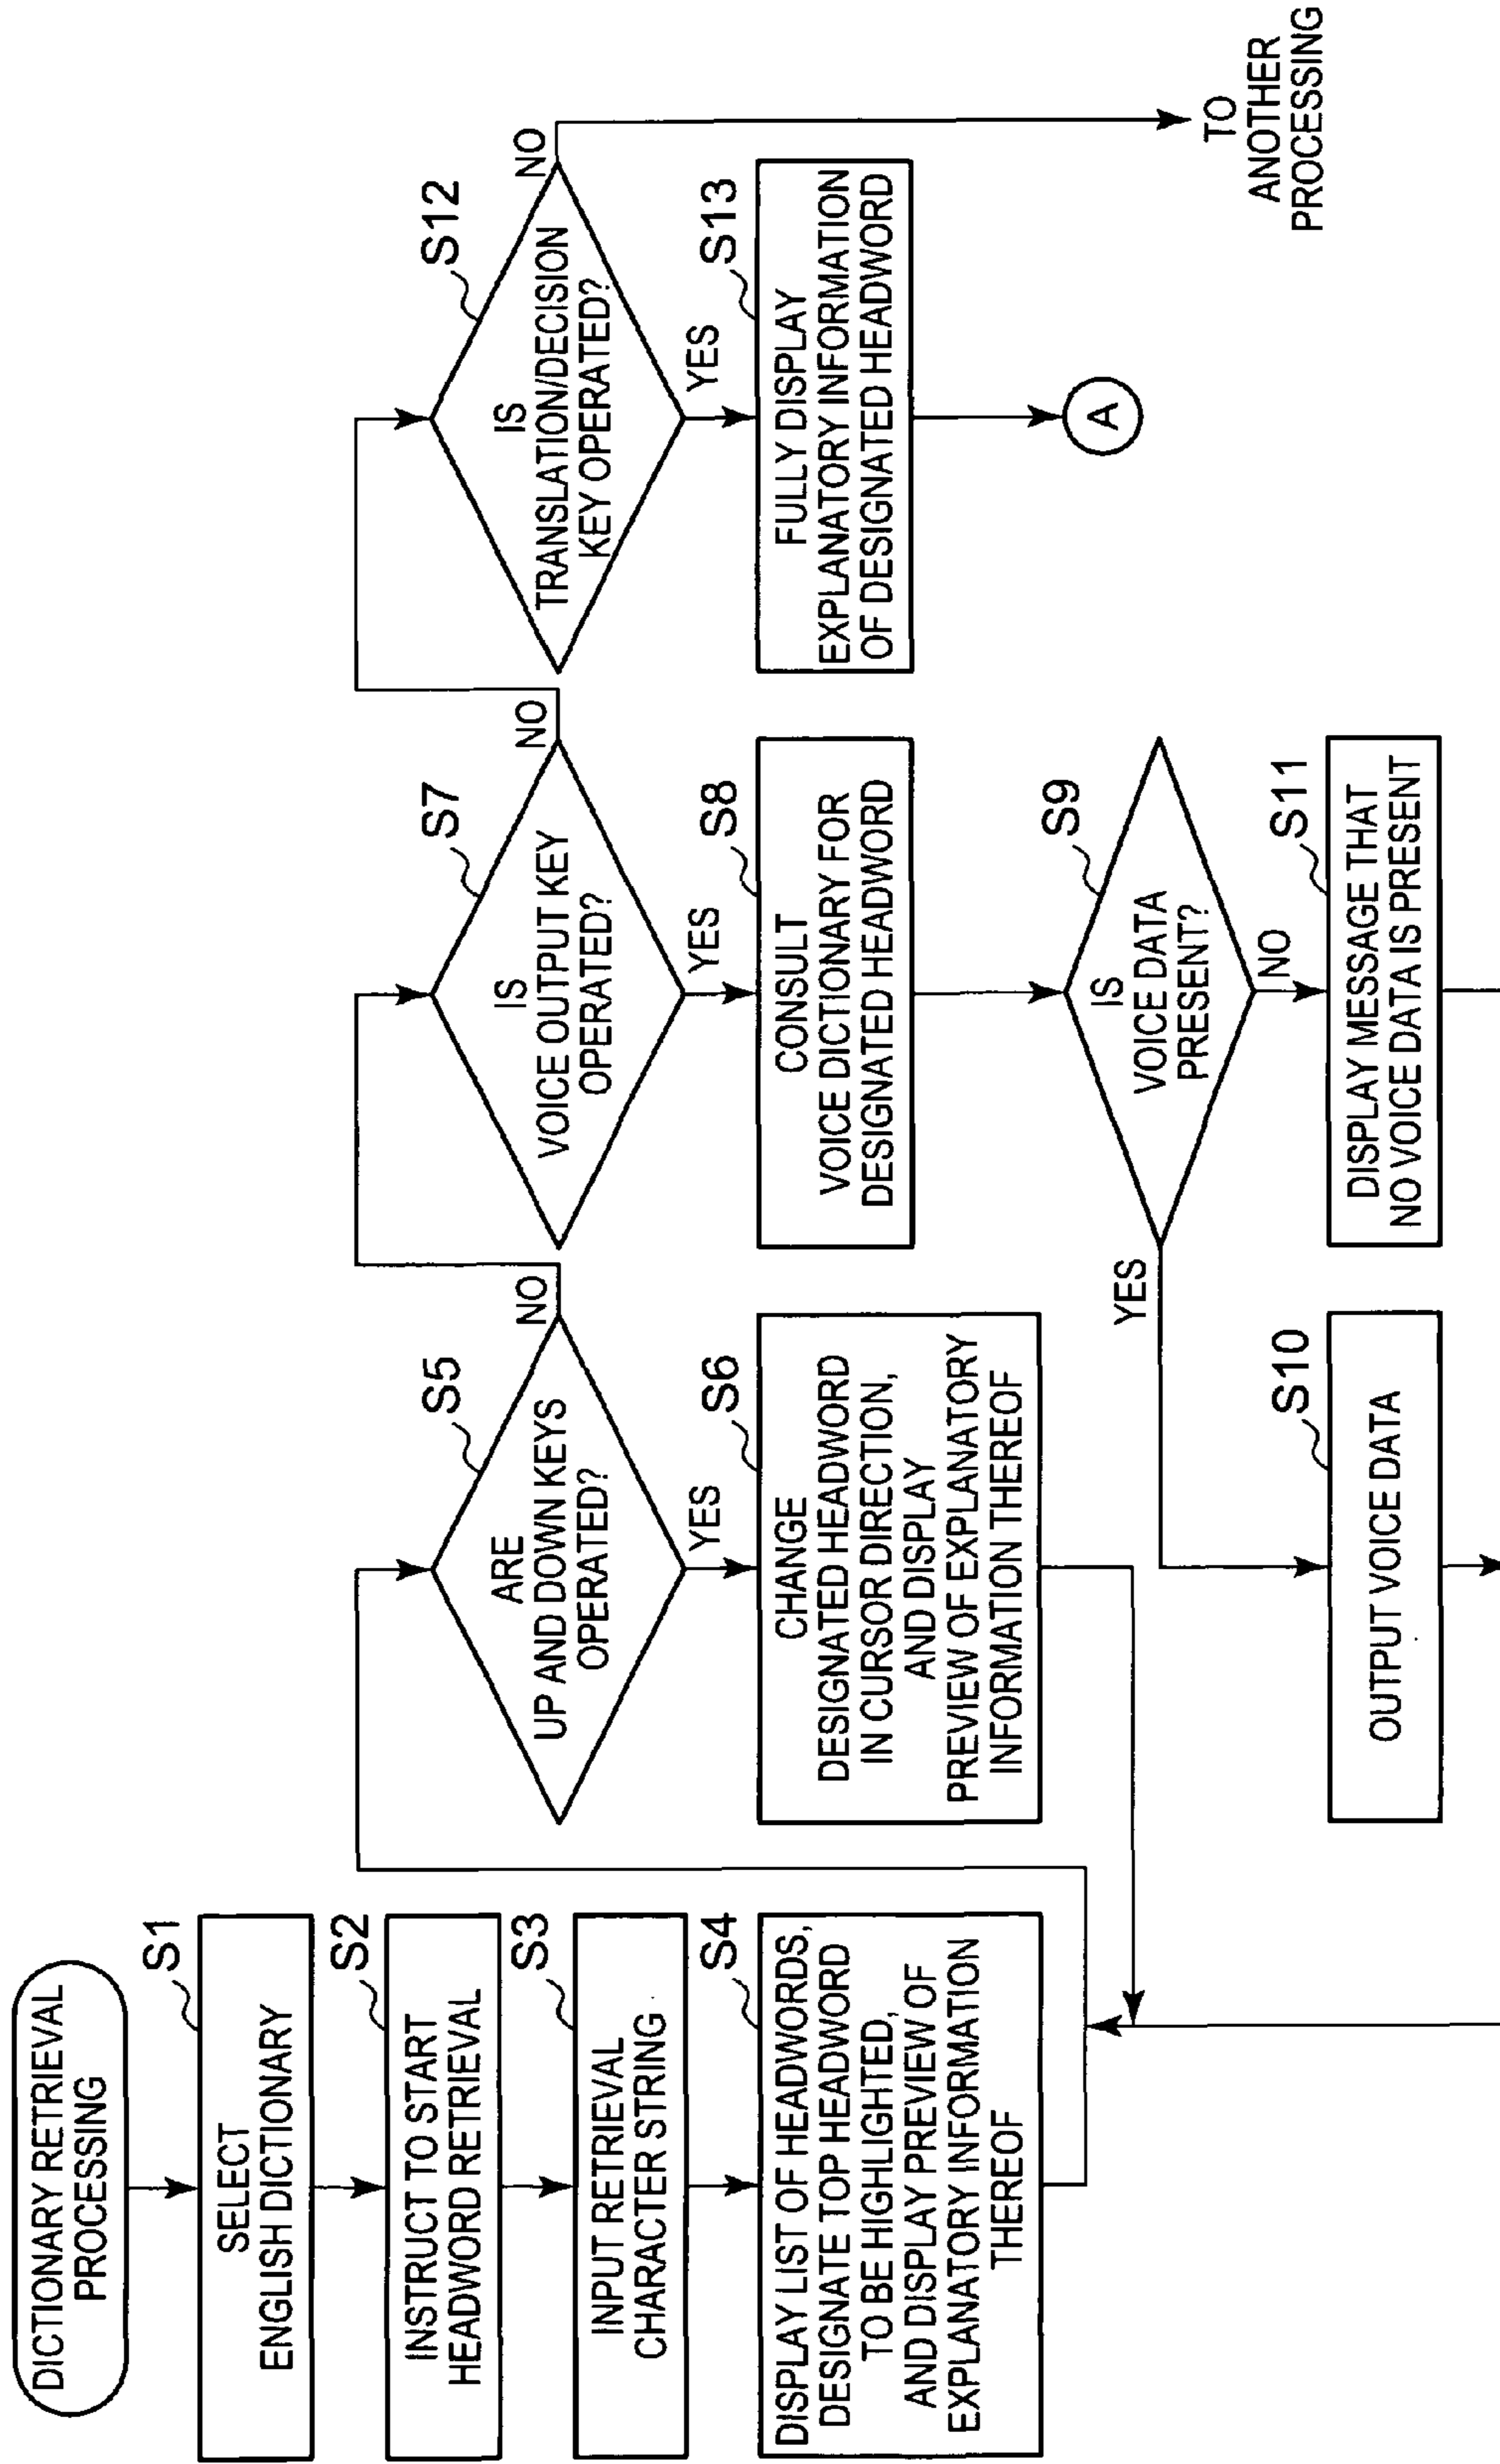 DICTIONARY RETRIEVAL
PROCESSING
S1
SELECT
ENGLISH DICTIONARY
S2
INSTRUCT TO START
HEADWORD RETRIEVAL
S3
INPUT RETRIEVAL
CHARACTER STRING
S4
DISPLAY LIST OF HEADWORDS,
DESIGNATE TOP HEADWORD
TO BE HIGHLIGHTED,
AND DISPLAY PREVIEW OF
EXPLANATORY INFORMATION
THEREOF
S5
ARE
UP AND DOWN KEYS
OPERATED?
NO
YES
S6
CHANGE
DESIGNATED HEADWORD
IN CURSOR DIRECTION,
AND DISPLAY
PREVIEW OF EXPLANATORY
INFORMATION THEREOF
S7
IS
VOICE OUTPUT KEY
OPERATED?
NO
YES
S8
CONSULT
VOICE DICTIONARY FOR
DESIGNATED HEADWORD
S9
IS
VOICE DATA
PRESENT?
YES
NO
S10
OUTPUT VOICE DATA
S11
DISPLAY MESSAGE THAT
NO VOICE DATA IS PRESENT
S12
IS
TRANSLATION/DECISION
KEY OPERATED?
NO
YES
S13
FULLY DISPLAY
EXPLANATORY INFORMATION
OF DESIGNATED HEADWORD
A
TO
ANOTHER
PROCESSING